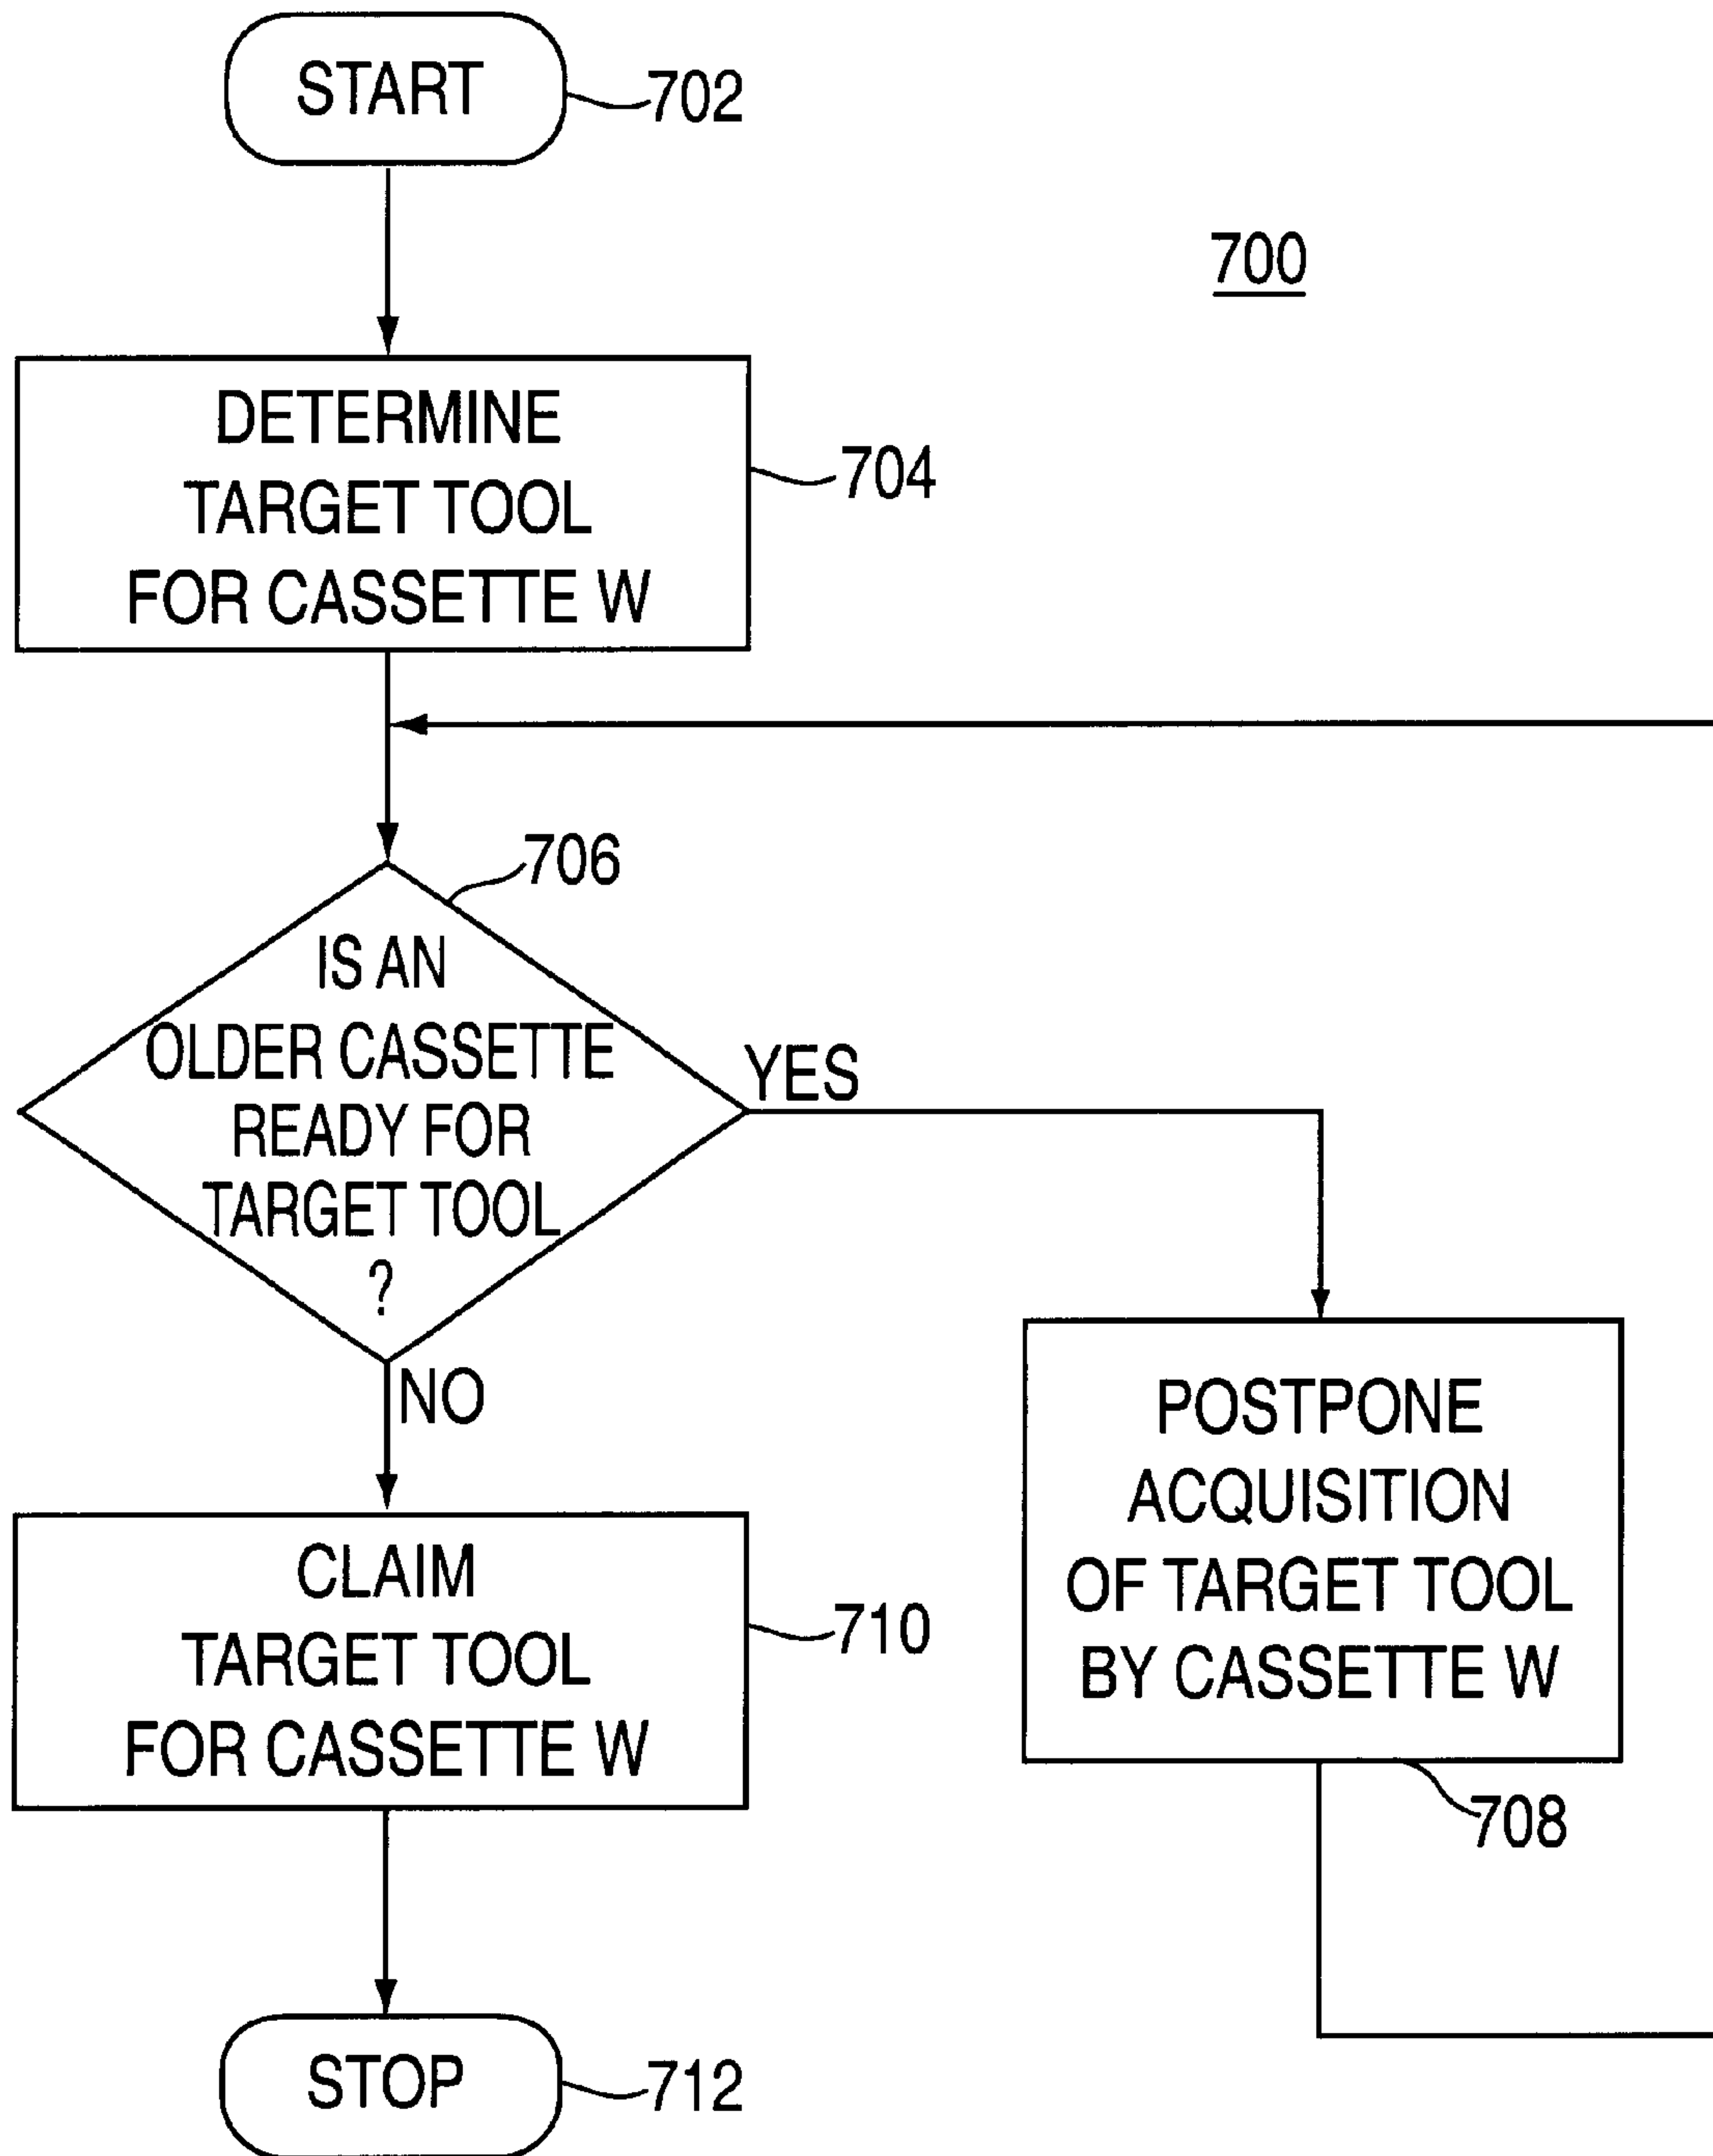 START
702
700
DETERMINE
TARGET TOOL
FOR CASSETTE W
704
706
IS AN
OLDER CASSETTE
READY FOR
TARGET TOOL
?
YES
NO
POSTPONE
ACQUISITION
OF TARGET TOOL
BY CASSETTE W
708
CLAIM
TARGET TOOL
FOR CASSETTE W
710
STOP
712